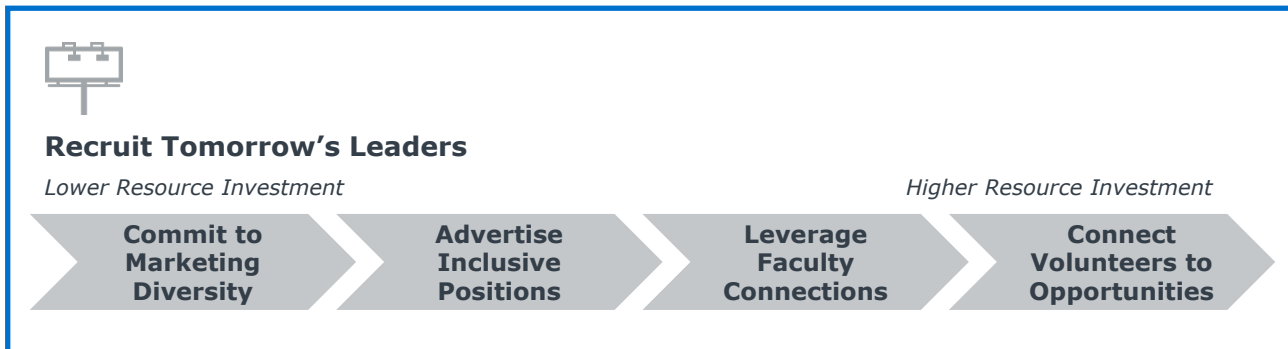 Recruit Tomorrow’s Leaders
Lower Resource Investment
Higher Resource Investment
Commit to
Marketing
Diversity
Advertise
Inclusive
Positions
Leverage
Faculty
Connections
Connect
Volunteers to
Opportunities